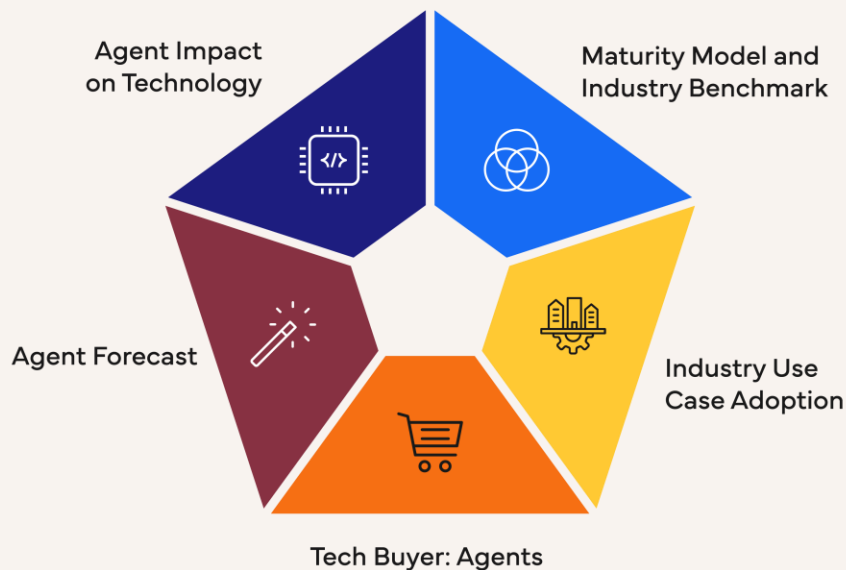 Agent Impact
on Technology
Maturity Model and
Industry Benchmark
</>
Agent Forecast
Industry Use
Case Adoption
Tech Buyer: Agents